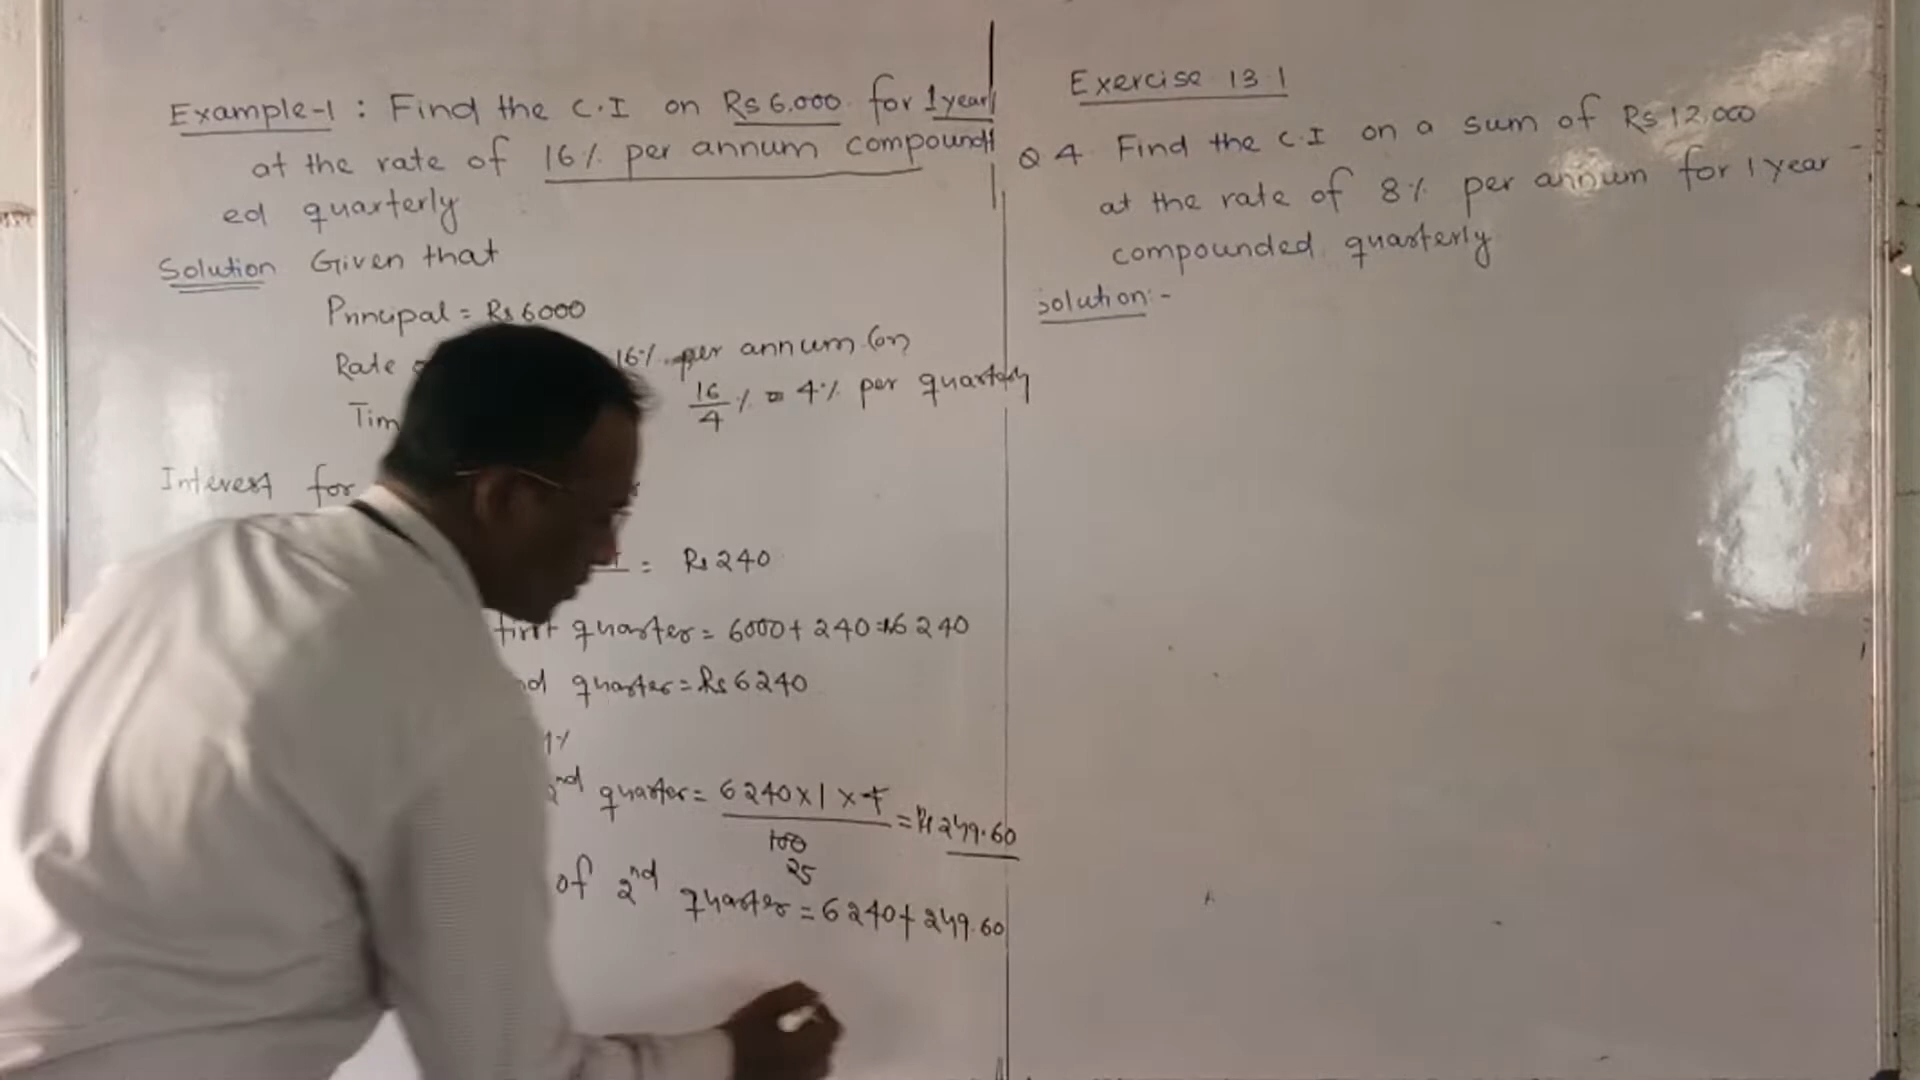 Example-1 : Find the C.I on Rs 6,000 for 1 year
at the rate of 16% per annum compound
ed quarterly
Solution Given that
Principal = Rs 6000
Rate 16% per annum (or)
16/4 % = 4% per quarterly
Tim
Interest for
= Rs 240
first quarter = 6000 + 240 = 6240
nd quarter = Rs 6240
4%
2nd quarter = 6240 x 1 x 4 / 100 = Rs 249.60
25
of 2nd quarter = 6240 + 249.60
Exercise 13.1
Q 4 Find the C.I on a sum of Rs 12,000
at the rate of 8% per annum for 1 year
compounded quarterly
Solution:-